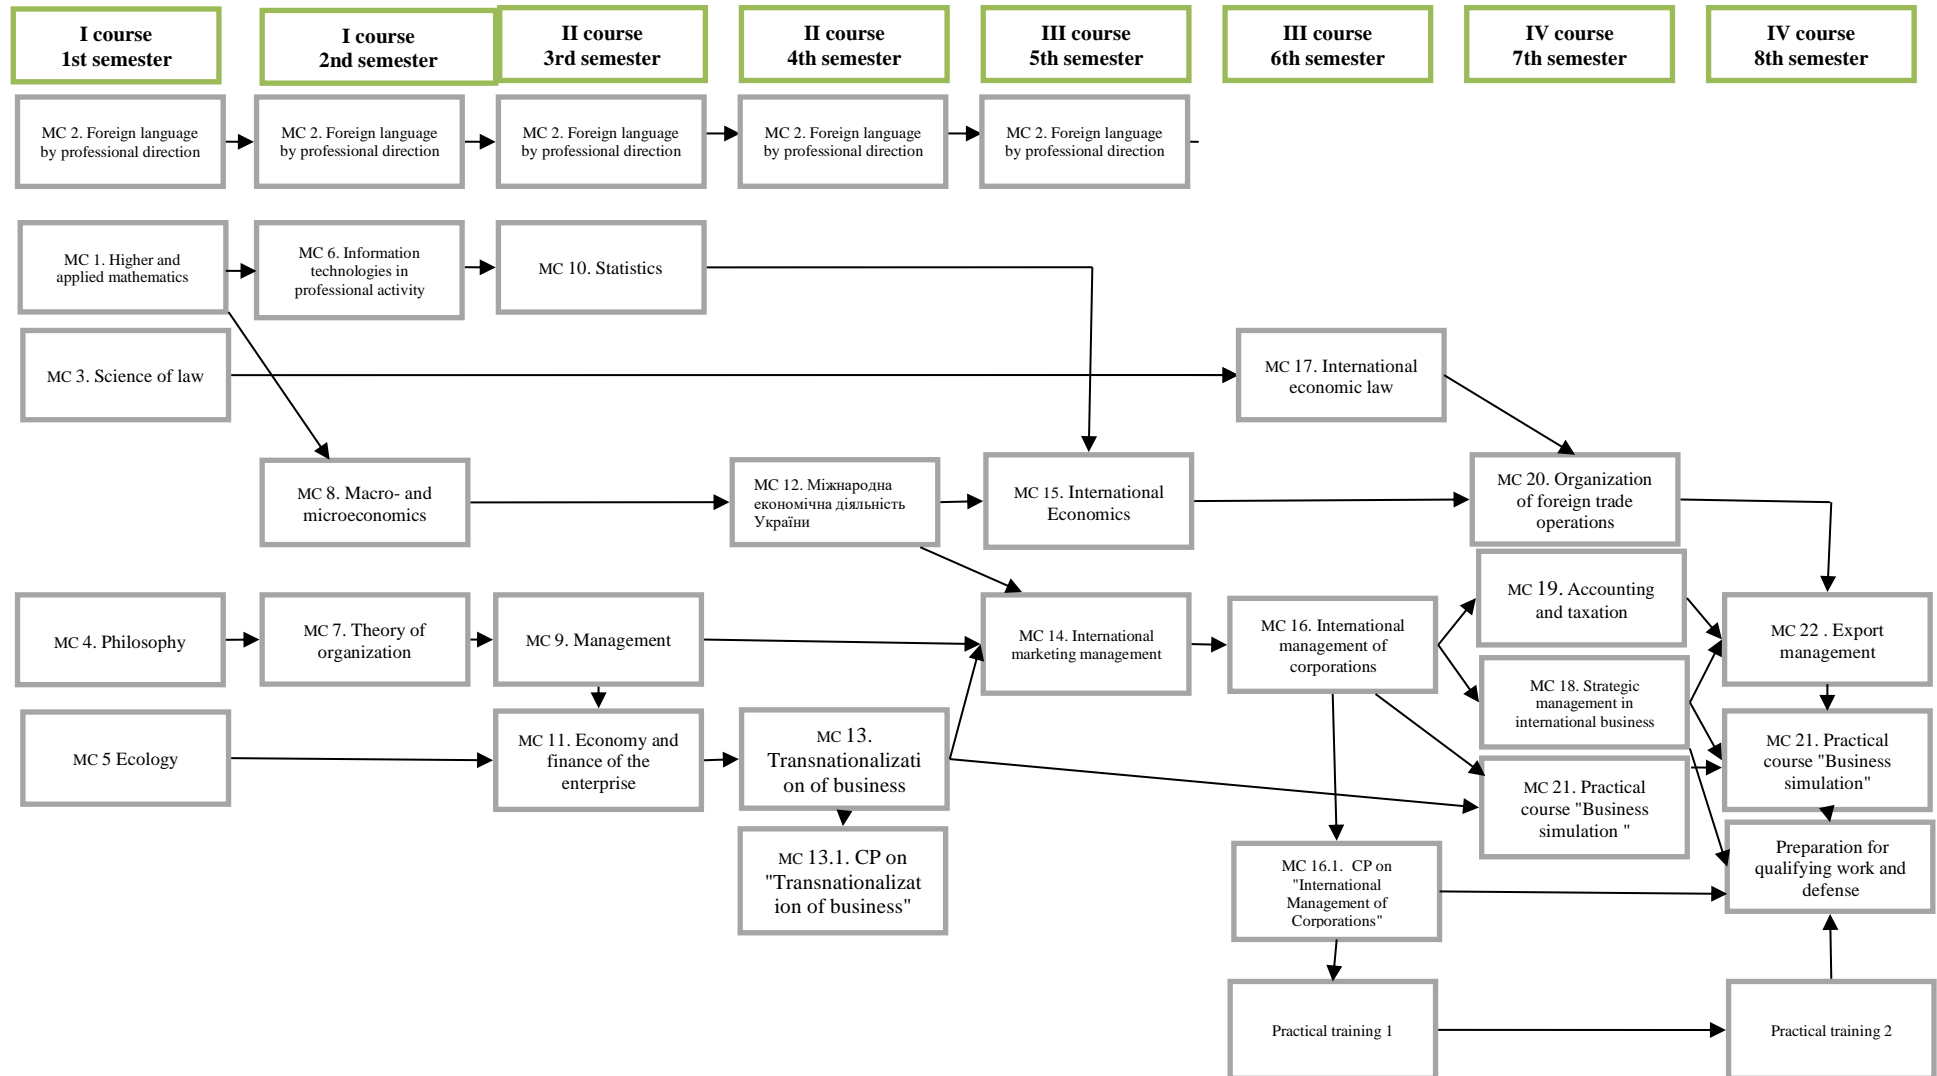 I course
1st semester
I course
2nd semester
II course
3rd semester
II course
4th semester
III course
5th semester
III course
6th semester
IV course
7th semester
IV course
8th semester
MC 2. Foreign language
by professional direction
MC 2. Foreign language
by professional direction
MC 2. Foreign language
by professional direction
MC 2. Foreign language
by professional direction
MC 2. Foreign language
by professional direction
MC 1. Higher and
applied mathematics
MC 6. Information
technologies in
professional activity
MC 10. Statistics
MC 3. Science of law
MC 17. International
economic law
MC 8. Macro- and
microeconomics
MC 12. Міжнародна
економічна діяльність
України
MC 15. International
Economics
MC 20. Organization
of foreign trade
operations
MC 4. Philosophy
MC 7. Theory of
organization
MC 9. Management
MC 14. International
marketing management
MC 16. International
management of
corporations
MC 19. Accounting
and taxation
MC 22 . Export
management
MC 18. Strategic
management in
international business
MC 5 Ecology
MC 11. Economy and
finance of the
enterprise
MC 13.
Transnationalizati
on of business
MC 21. Practical
course "Business
simulation "
MC 21. Practical
course "Business
simulation"
MC 13.1. CP on
"Transnationalizat
ion of business"
MC 16.1. CP on
"International
Management of
Corporations"
Preparation for
qualifying work and
defense
Practical training 1
Practical training 2